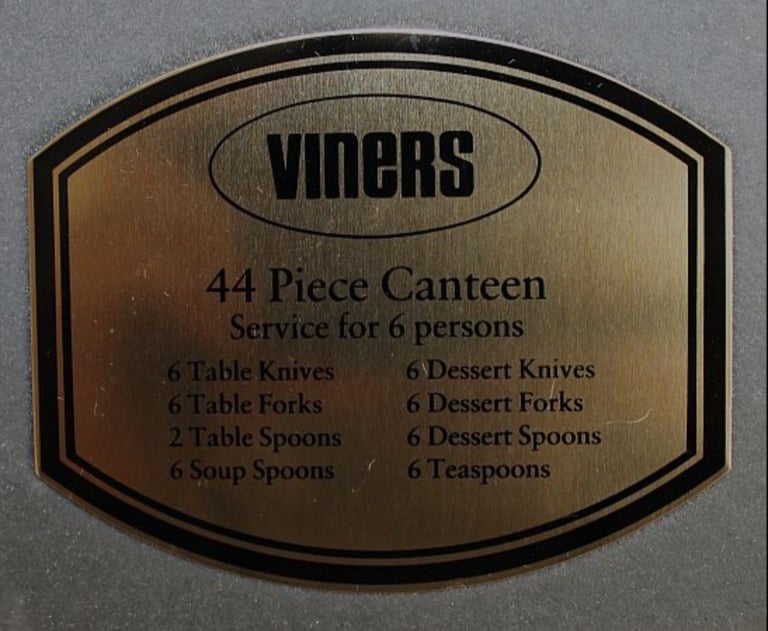 VINERS
44 Piece Canteen
Service for 6 persons
6 Table Knives
6 Table Forks
2 Table Spoons
6 Soup Spoons
6 Dessert Knives
6 Dessert Forks
6 Dessert Spoons
6 Teaspoons